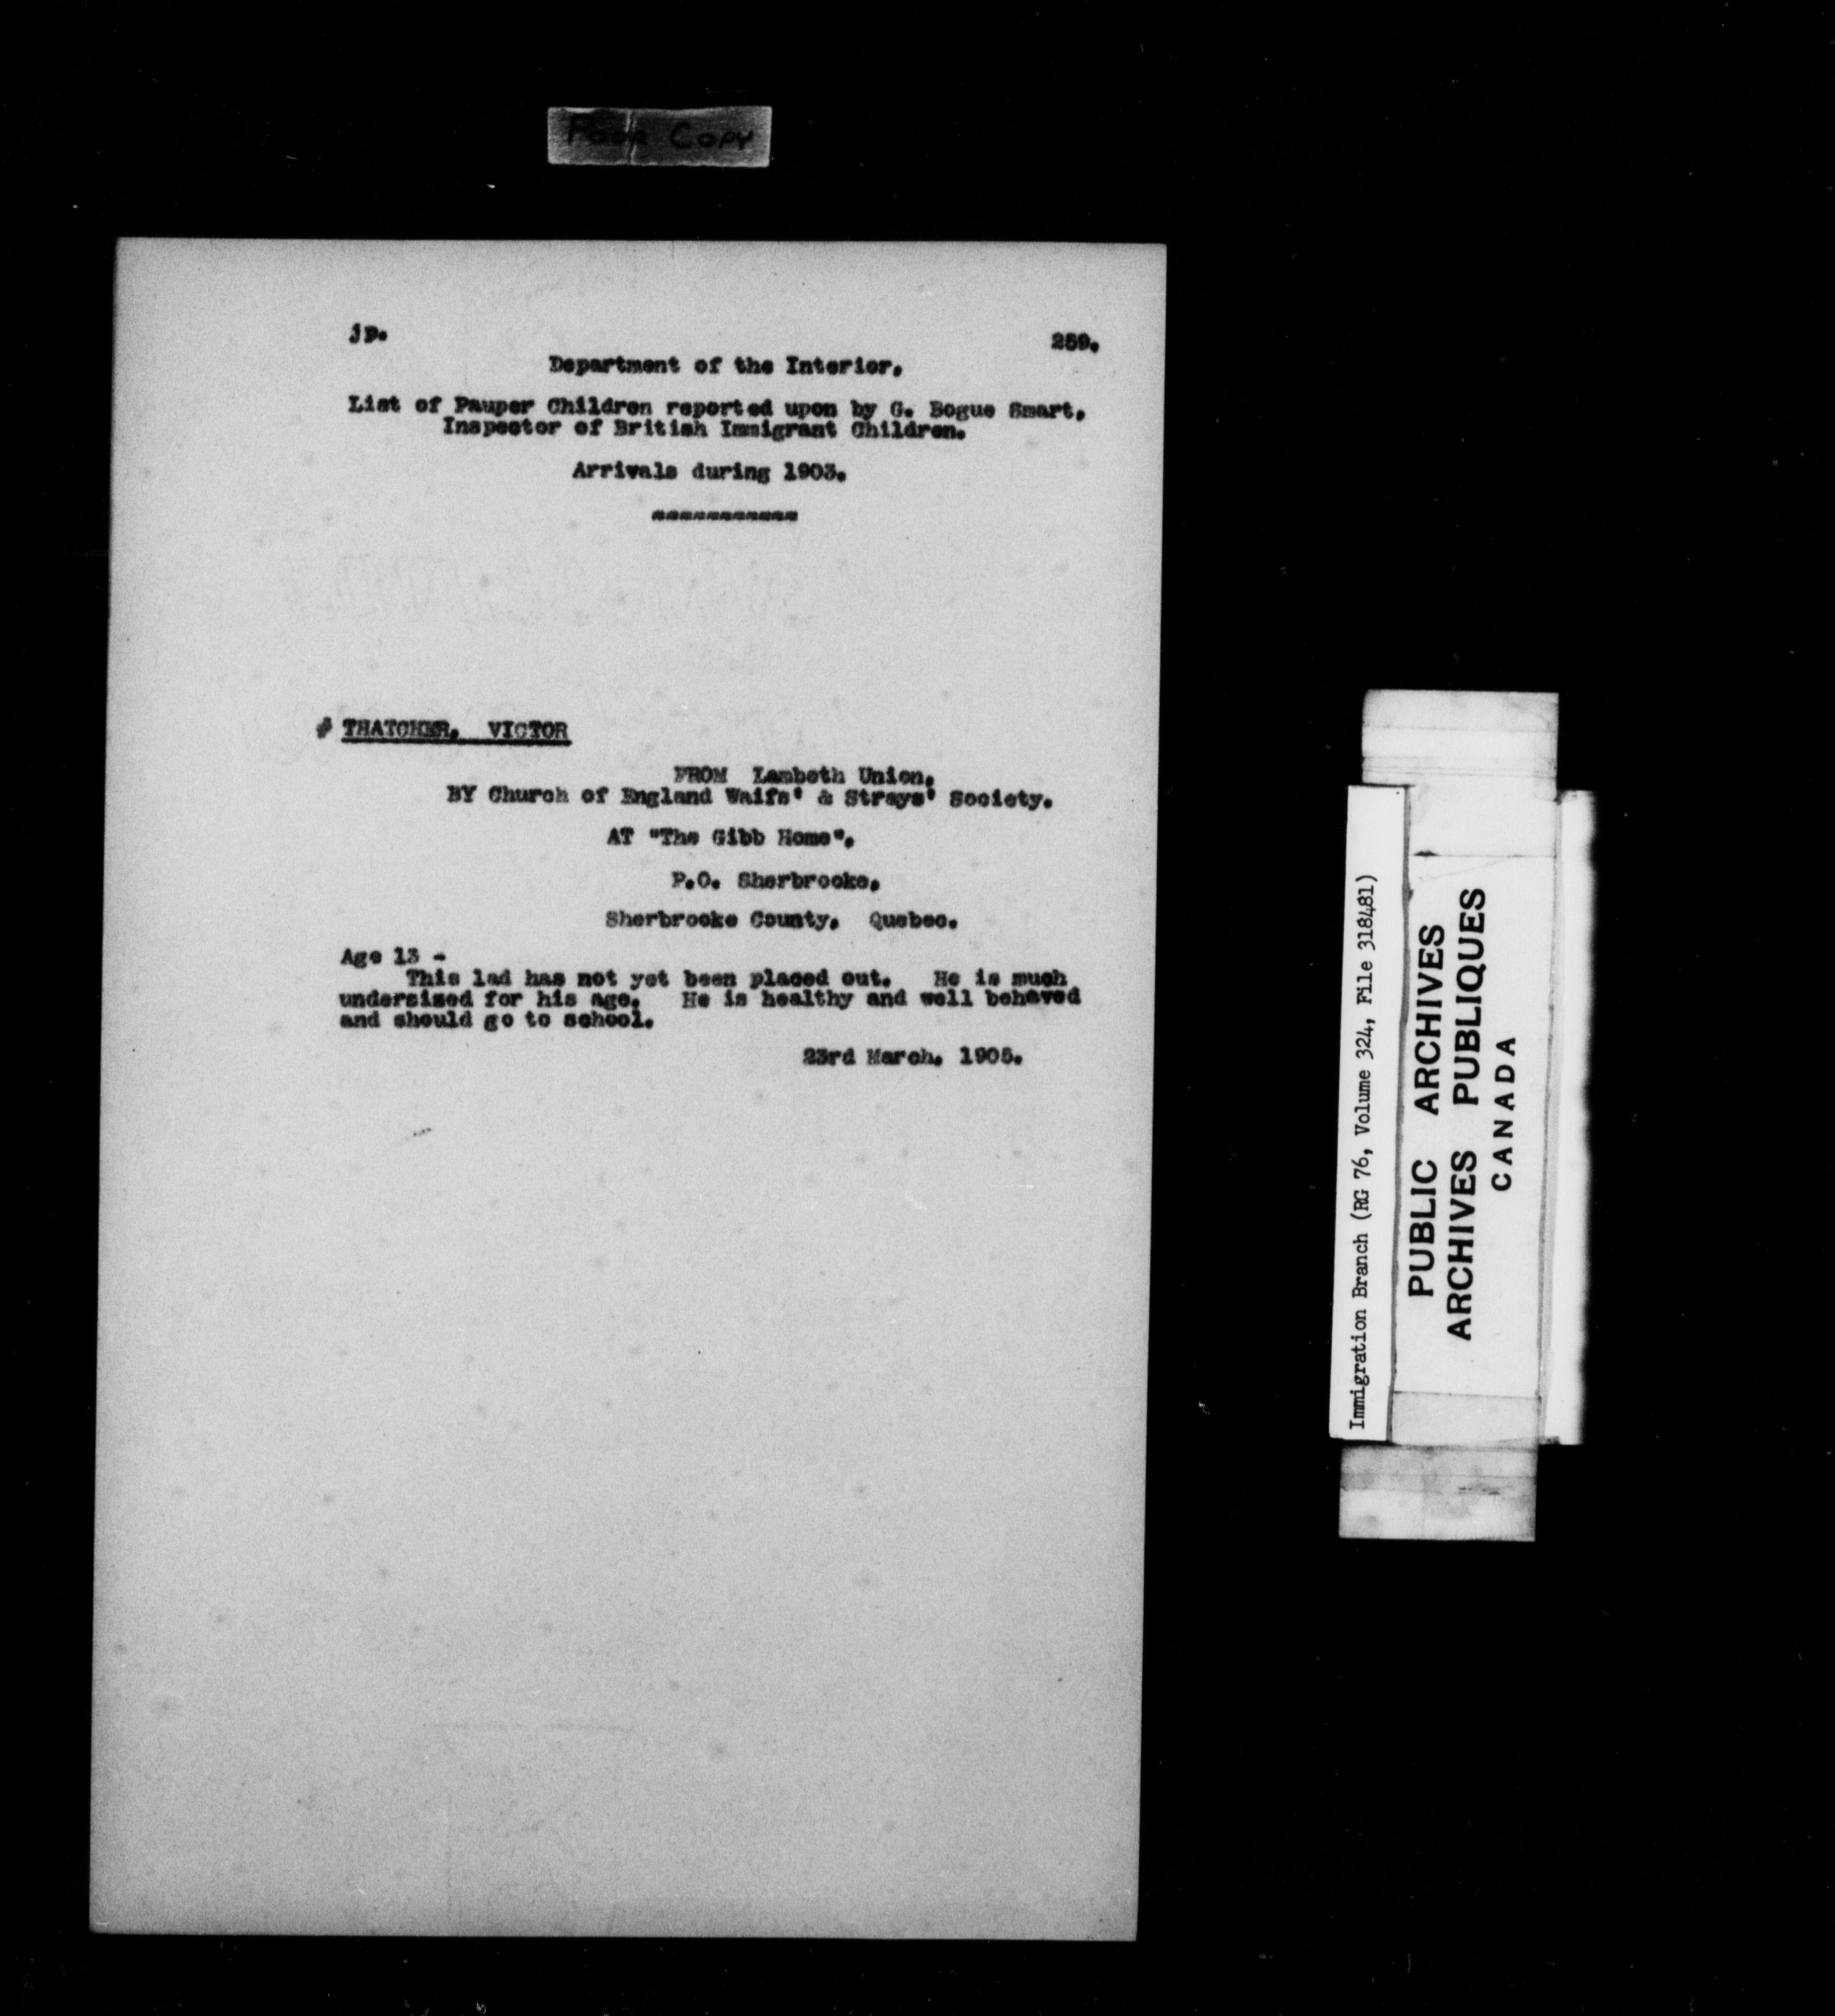 Poor Copy
jp.
259.
Department of the Interior.
List of Pauper Children reported upon by G. Bogue Smart,
Inspector of British Immigrant Children.
Arrivals during 1903.
"""""""""""
# THATCHER, VICTOR
FROM Lambeth Union,
BY Church of England Waifs' & Strays' Society.
AT "The Gibb Home",
P.O. Sherbrooke,
Sherbrooke County, Quebec.
Age 13 -
This lad has not yet been placed out. He is much
undersized for his age. He is healthy and well behaved
and should go to school.
23rd March, 1905.
Immigration Branch (RG 76, Volume 324, File 318481)
PUBLIC ARCHIVES
ARCHIVES PUBLIQUES
CANADA